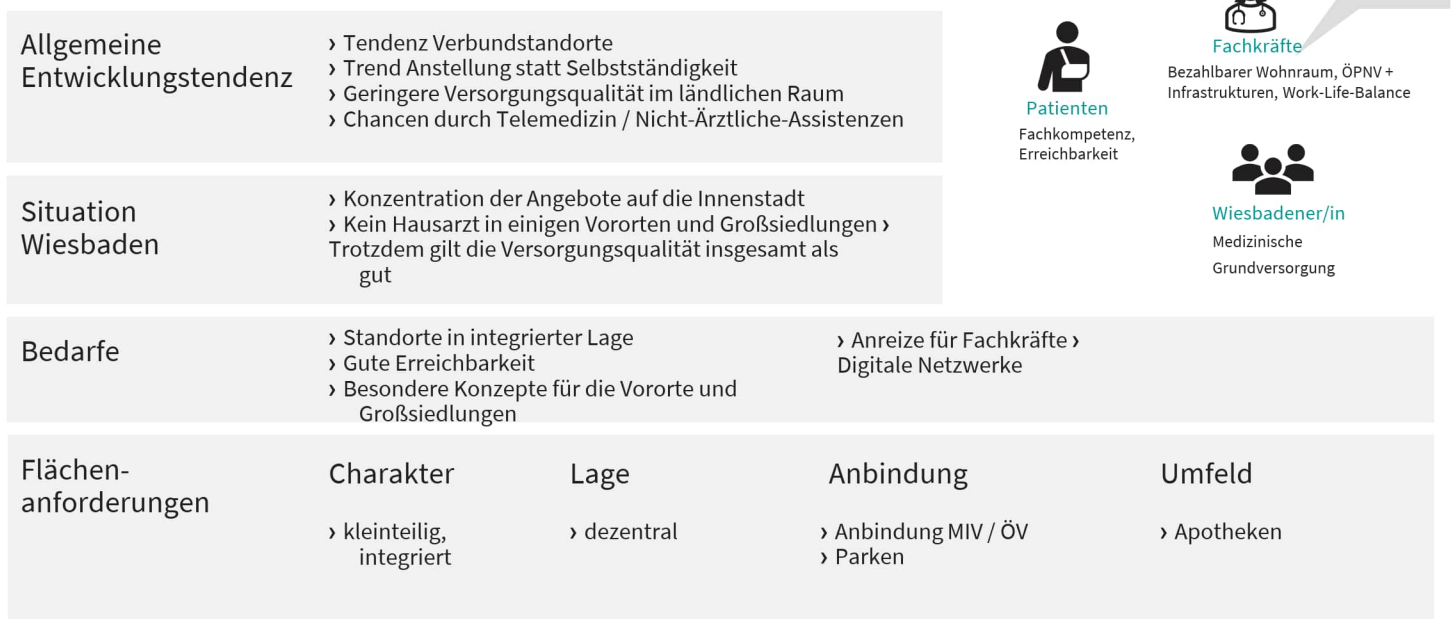 Allgemeine
Entwicklungstendenz
› Tendenz Verbundstandorte
› Trend Anstellung statt Selbstständigkeit
› Geringere Versorgungsqualität im ländlichen Raum
› Chancen durch Telemedizin / Nicht-Ärztliche-Assistenzen
Patienten
Fachkompetenz,
Erreichbarkeit
Fachkräfte
Bezahlbarer Wohnraum, ÖPNV +
Infrastrukturen, Work-Life-Balance
Wiesbadener/in
Medizinische
Grundversorgung
Situation
Wiesbaden
› Konzentration der Angebote auf die Innenstadt
› Kein Hausarzt in einigen Vororten und Großsiedlungen ›
Trotzdem gilt die Versorgungsqualität insgesamt als
gut
Bedarfe
› Standorte in integrierter Lage
› Gute Erreichbarkeit
› Besondere Konzepte für die Vororte und
Großsiedlungen
› Anreize für Fachkräfte ›
Digitale Netzwerke
Flächen-
anforderungen
Charakter
› kleinteilig,
integriert
Lage
› dezentral
Anbindung
› Anbindung MIV / ÖV
› Parken
Umfeld
› Apotheken